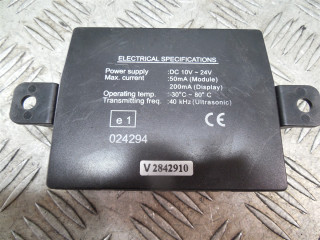 ELECTRICAL SPECIFICATIONS
Power supply : DC 10V ~ 24V
Max. current : 50mA (Module)
200mA (Display)
Operating temp. : -30°C ~ 80° C
Transmitting freq. : 40 kHz (Ultrasonic)
e 1
CE
024294
V 2842910